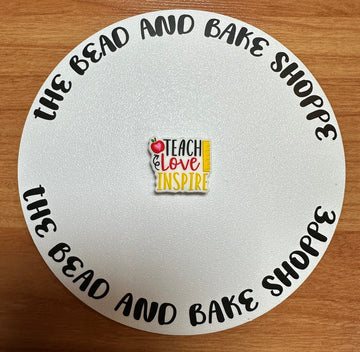 THE BEAD AND BAKE SHOPPE
TEACH
Love
INSPIRE
THE BEAD AND BAKE SHOPPE